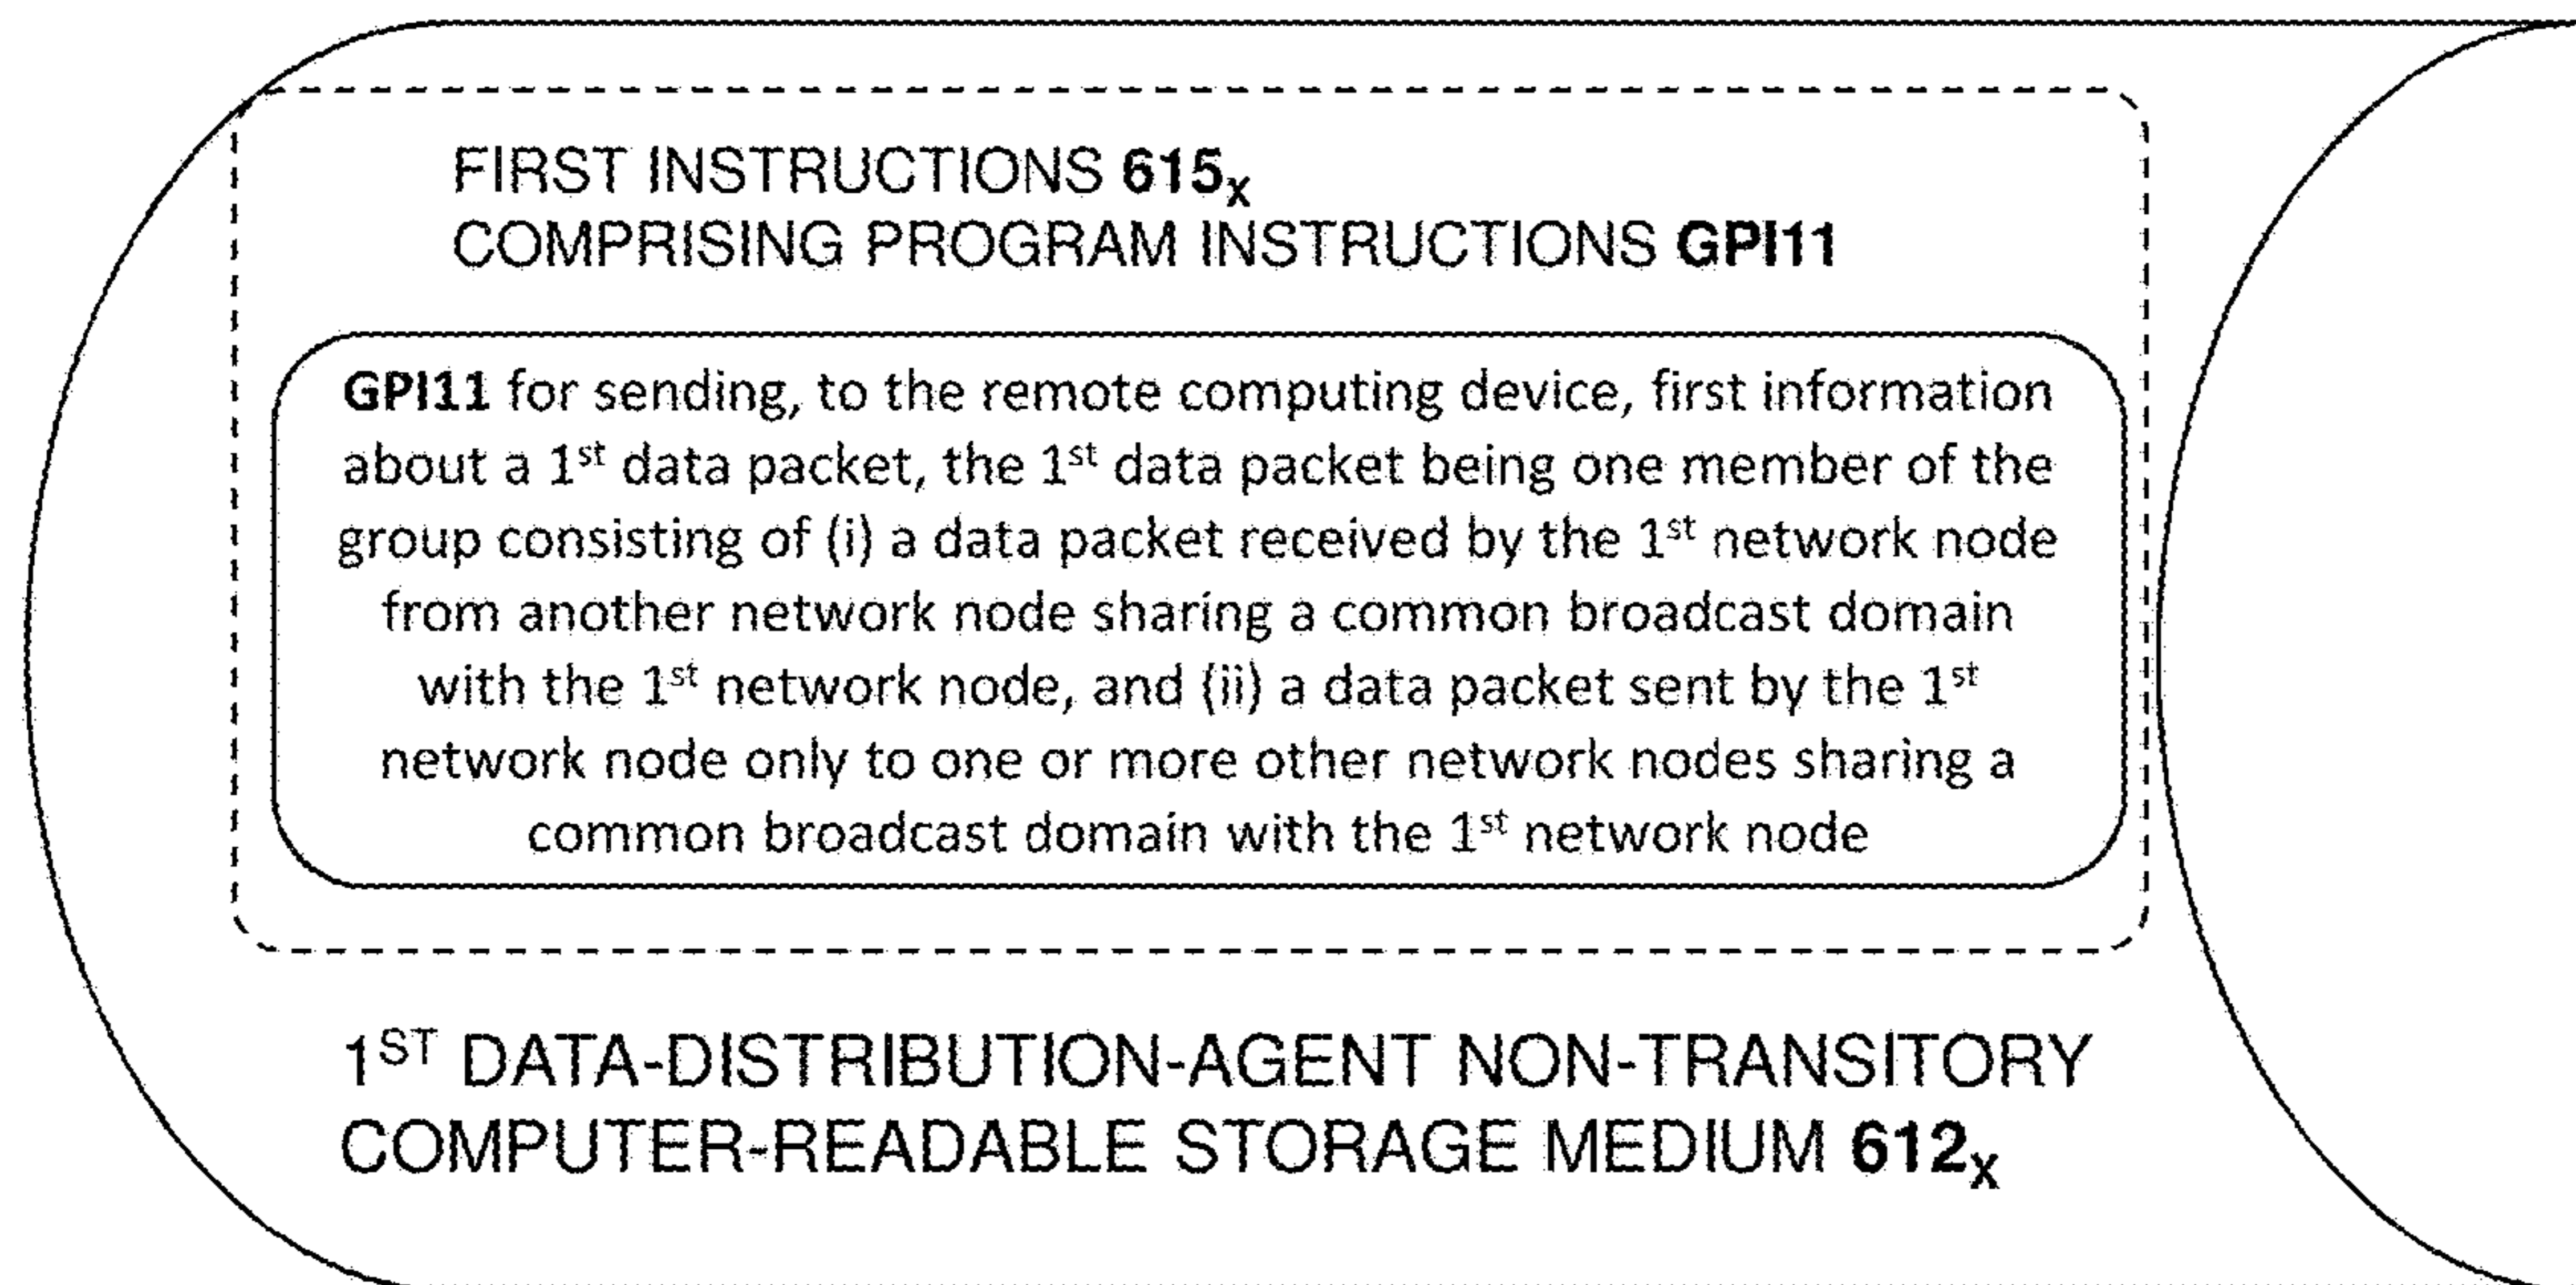 FIRST INSTRUCTIONS 615X
COMPRISING PROGRAM INSTRUCTIONS GPI11
GPI11 for sending, to the remote computing device, first information
about a 1st data packet, the 1st data packet being one member of the
group consisting of (i) a data packet received by the 1st network node
from another network node sharing a common broadcast domain
with the 1st network node, and (ii) a data packet sent by the 1st
network node only to one or more other network nodes sharing a
common broadcast domain with the 1st network node
1ST DATA-DISTRIBUTION-AGENT NON-TRANSITORY
COMPUTER-READABLE STORAGE MEDIUM 612X